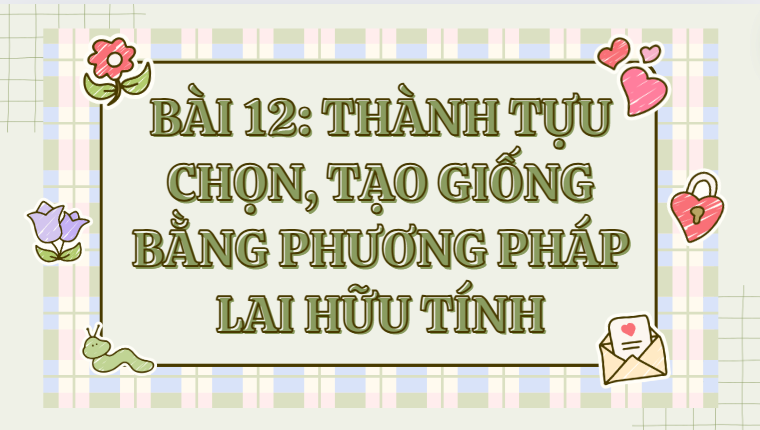 BÀI 12: THÀNH TỰU
CHỌN, TẠO GIỐNG
BẰNG PHƯƠNG PHÁP
LAI HỮU TÍNH